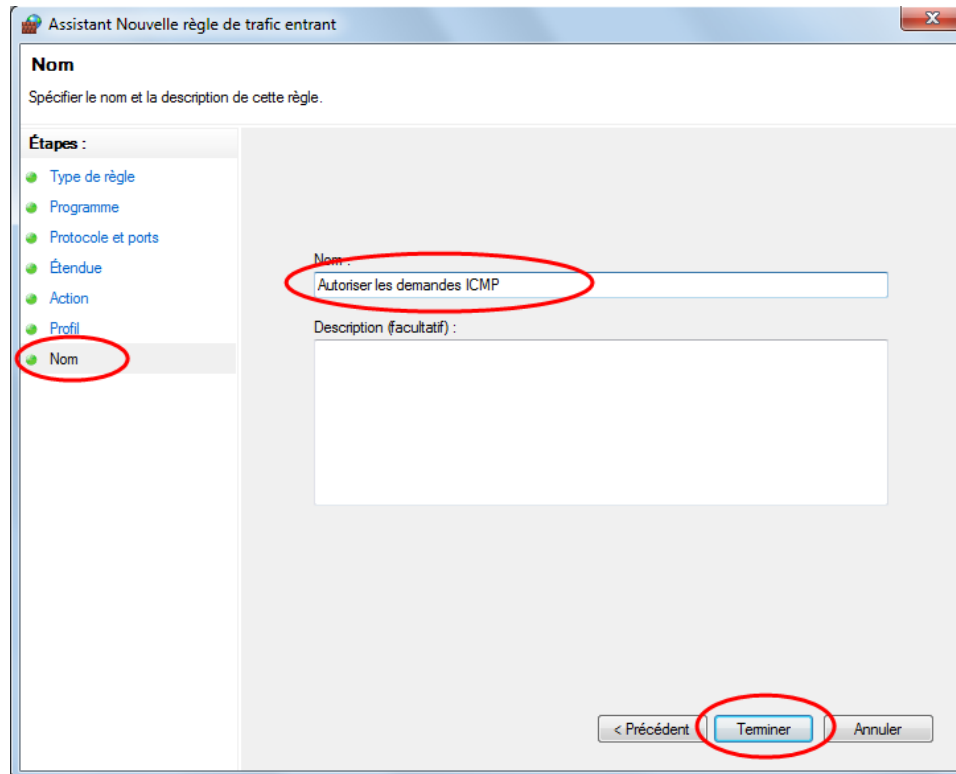 Assistant Nouvelle règle de trafic entrant
Nom
Spécifier le nom et la description de cette règle.
Étapes :
Type de règle
Programme
Protocole et ports
Étendue
Action
Profil
Nom
Nom :
Autoriser les demandes ICMP
Description (facultatif) :
< Précédent
Terminer
Annuler